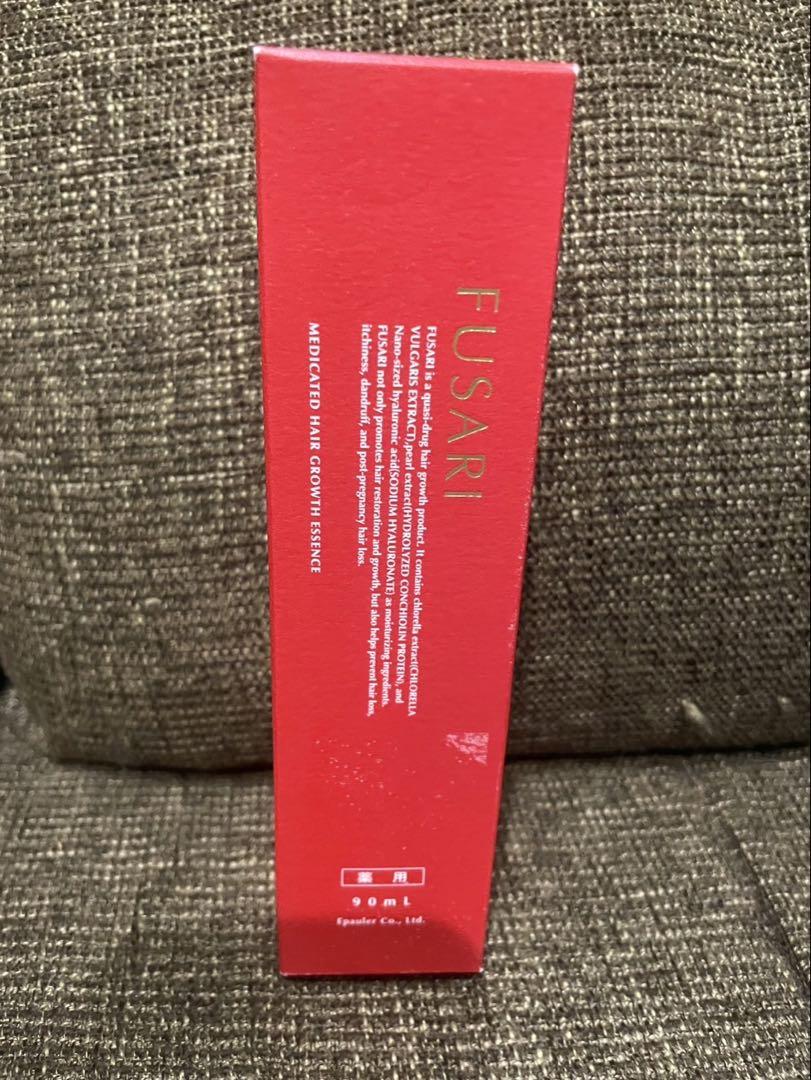 FUSARI
FUSARI is a quasi-drug hair growth product. It contains chlorella extract(CHLORELLA
VULGARIS EXTRACT),pearl extract(HYDROLYZED CONCHIOLIN PROTEIN), and
Nano-sized hyaluronic acid(SODIUM HYALURONATE) as moisturizing ingredients.
FUSARI not only promotes hair restoration and growth, but also helps prevent hair loss,
itchiness, dandruff, and post-pregnancy hair loss.
MEDICATED HAIR GROWTH ESSENCE
薬用
90mL
Epauler Co., Ltd.